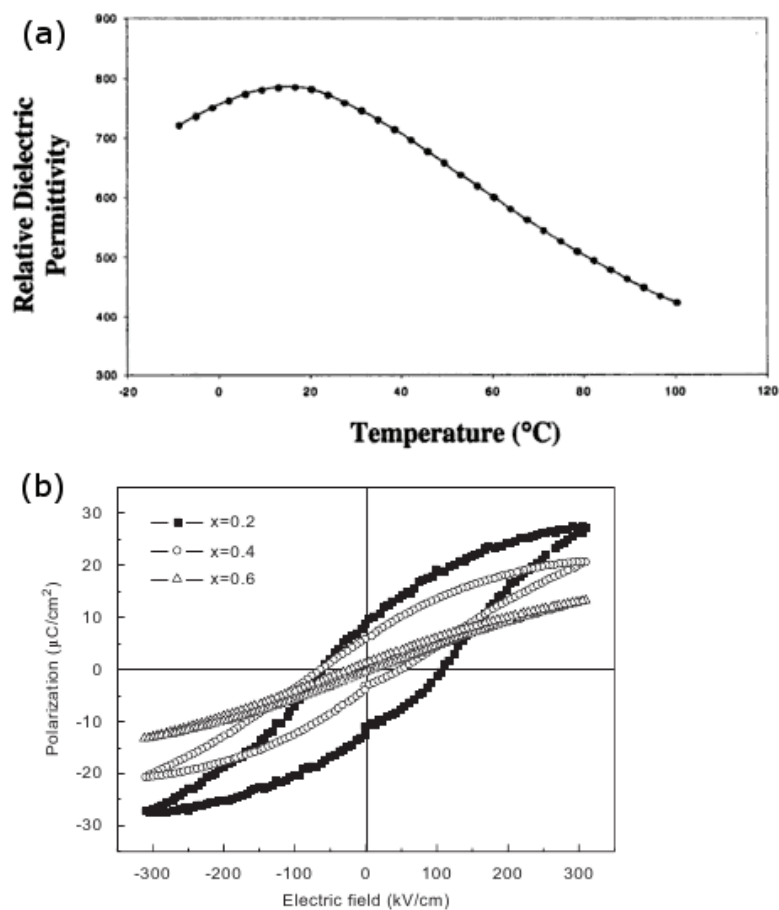 (a)
900
800
700
600
500
400
300
-20
0
20
40
60
80
100
120
Relative Dielectric
Permittivity
Temperature (°C)
(b)
30
20
10
0
-10
-20
-30
Polarization (μC/cm²)
x=0.2
x=0.4
x=0.6
-300
-200
-100
0
100
200
300
Electric field (kV/cm)